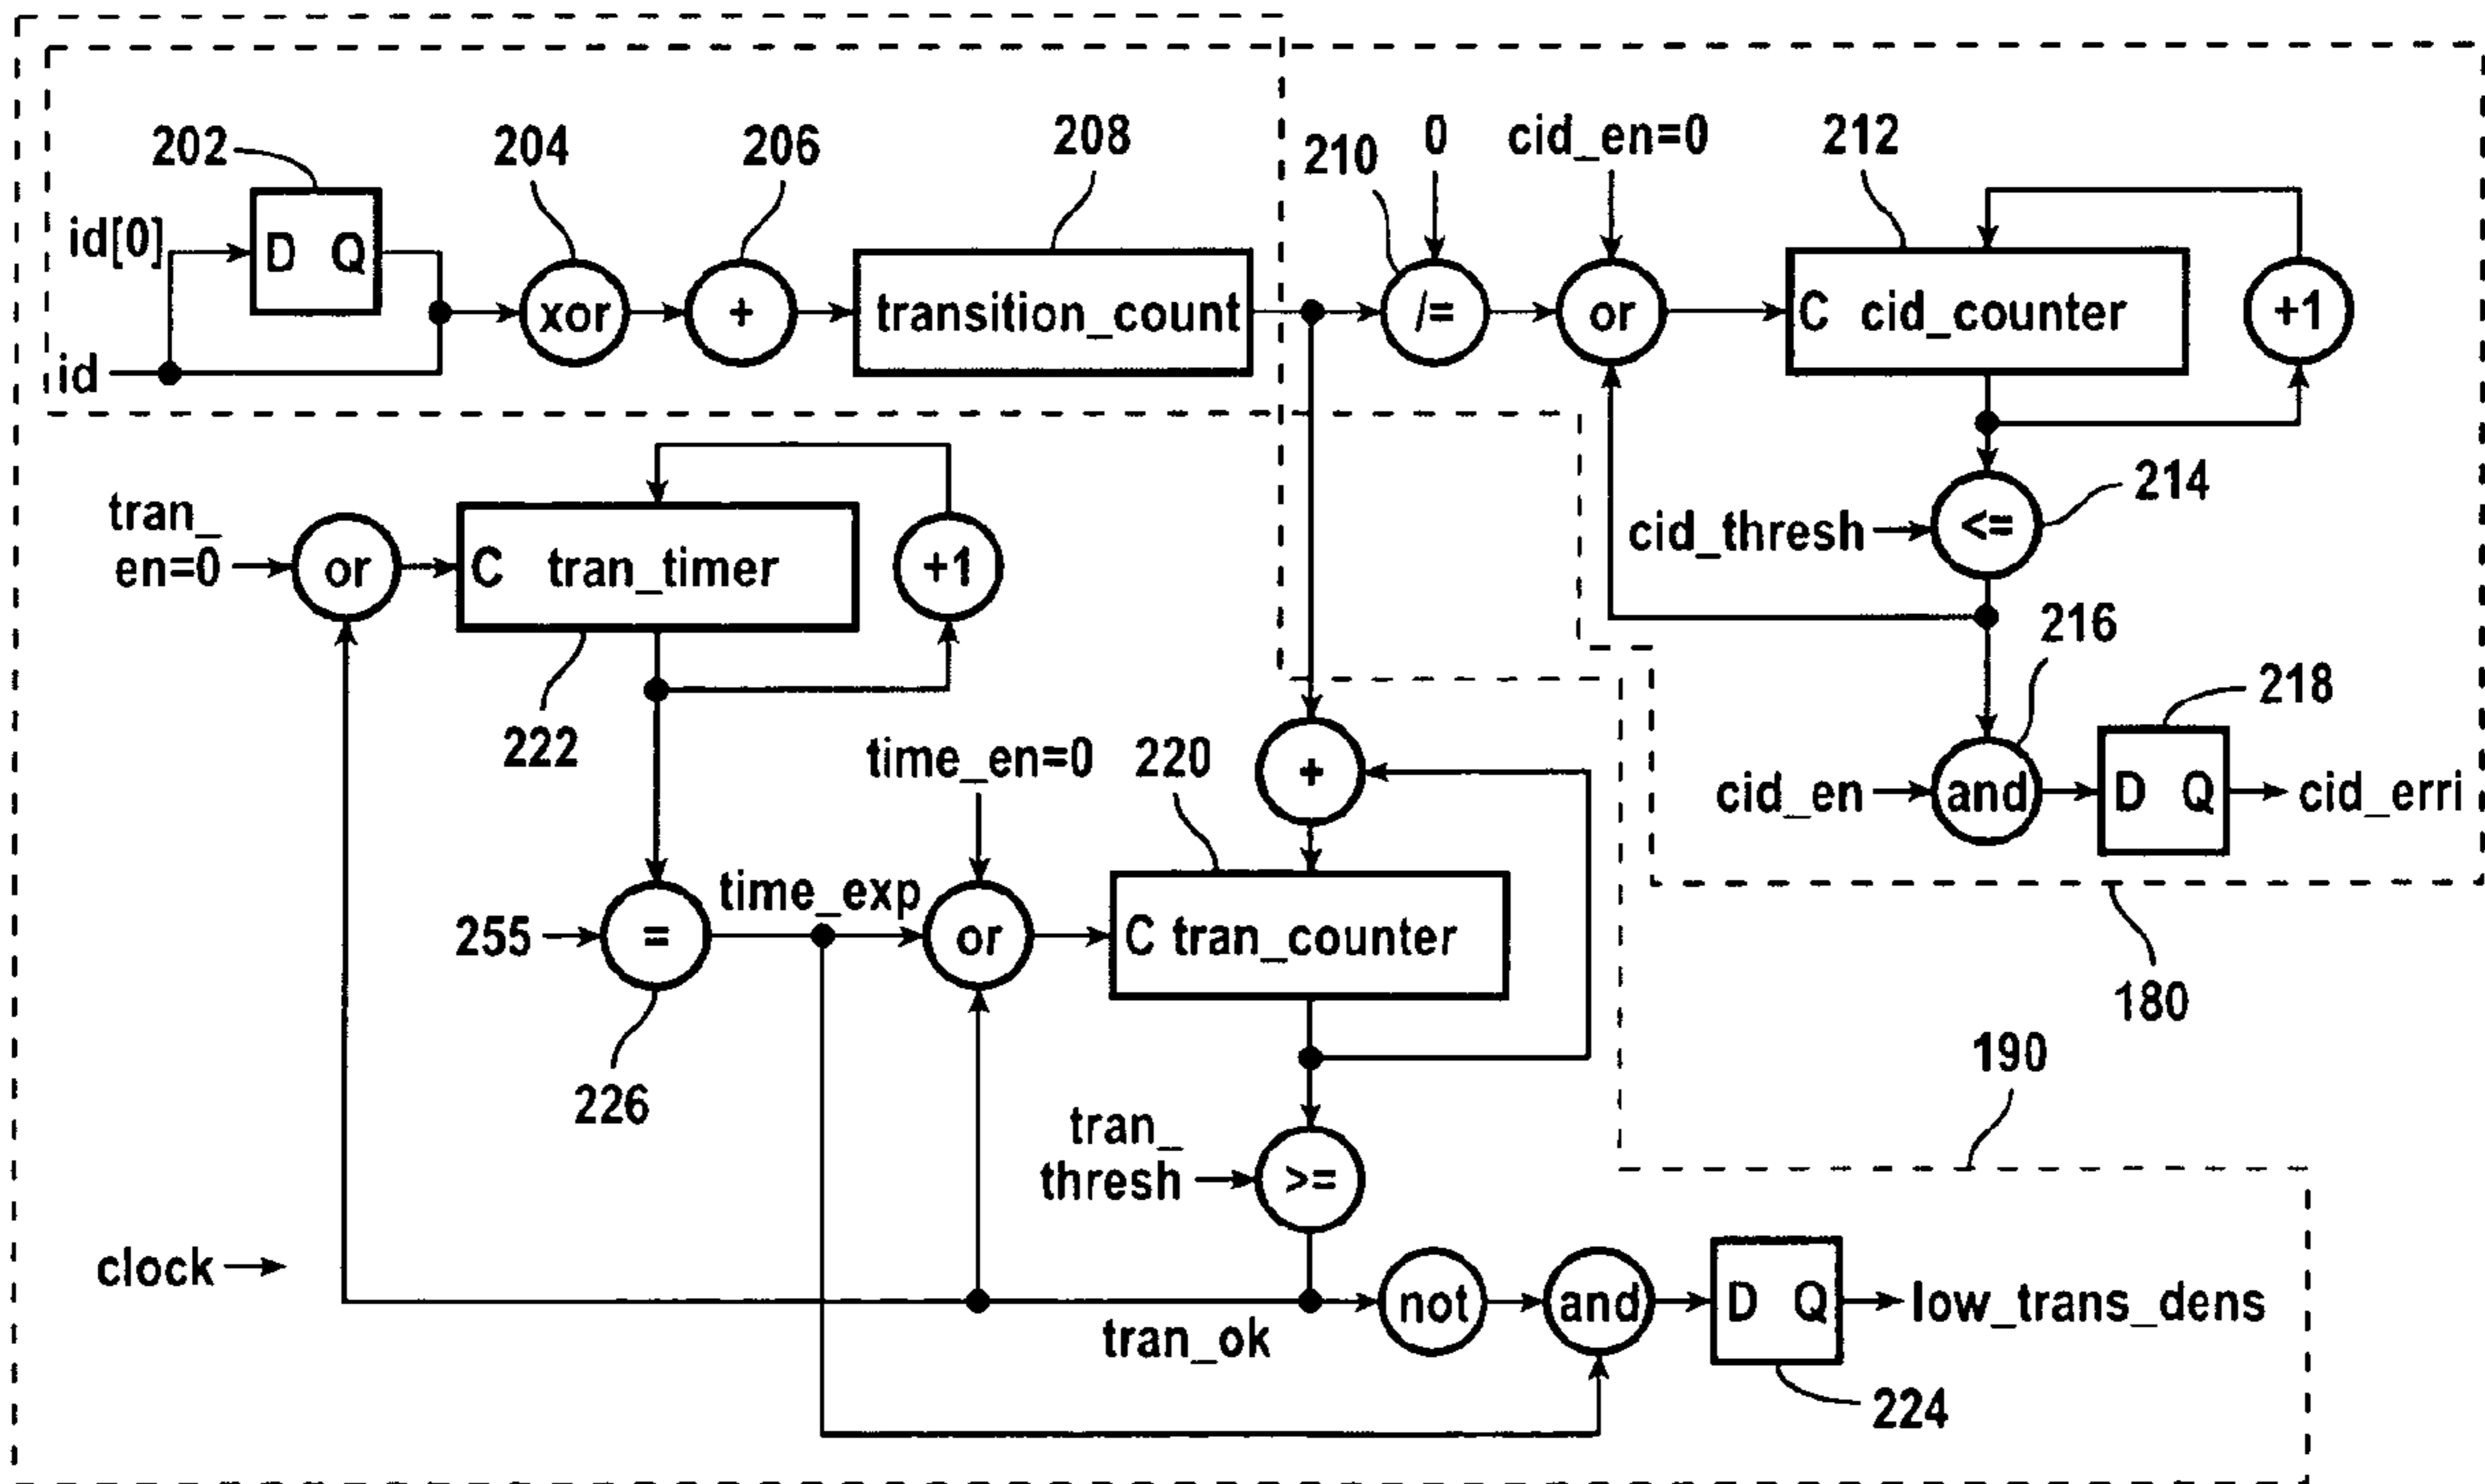 202
204
206
208
210
0
cid_en=0
212
id[0]
D Q
xor
+
transition_count
/=
or
C cid_counter
+1
id
214
<=
cid_thresh
tran_
en=0
or
C tran_timer
+1
216
218
222
time_en=0
220
+
cid_en
and
D Q
cid_erri
255
=
time_exp
or
C tran_counter
180
226
190
tran_
thresh
>=
clock
not
and
D Q
low_trans_dens
tran_ok
224